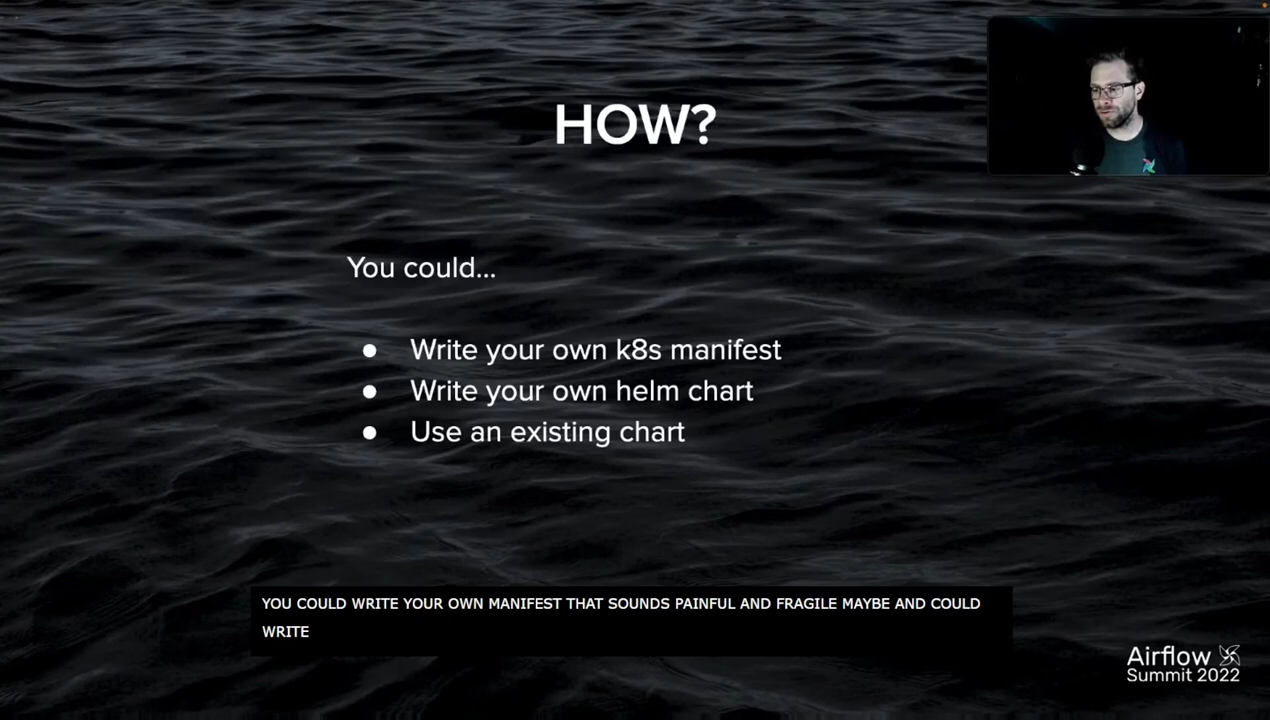 HOW?
You could...
● Write your own k8s manifest
● Write your own helm chart
● Use an existing chart
YOU COULD WRITE YOUR OWN MANIFEST THAT SOUNDS PAINFUL AND FRAGILE MAYBE AND COULD
WRITE
Airflow
Summit 2022